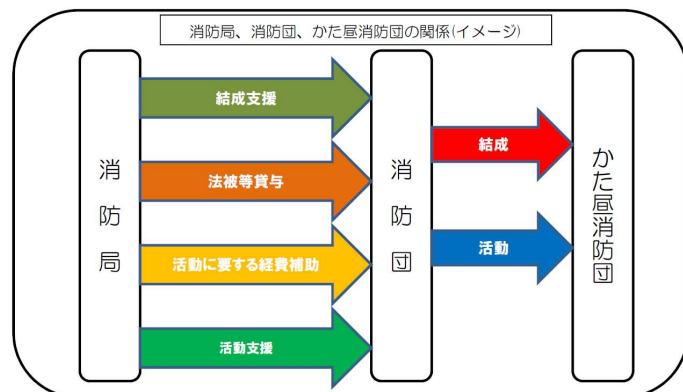 消防局、消防団、かた昼消防団の関係(イメージ)
消防局
結成支援
法被等貸与
活動に要する経費補助
活動支援
消防団
結成
活動
かた昼消防団